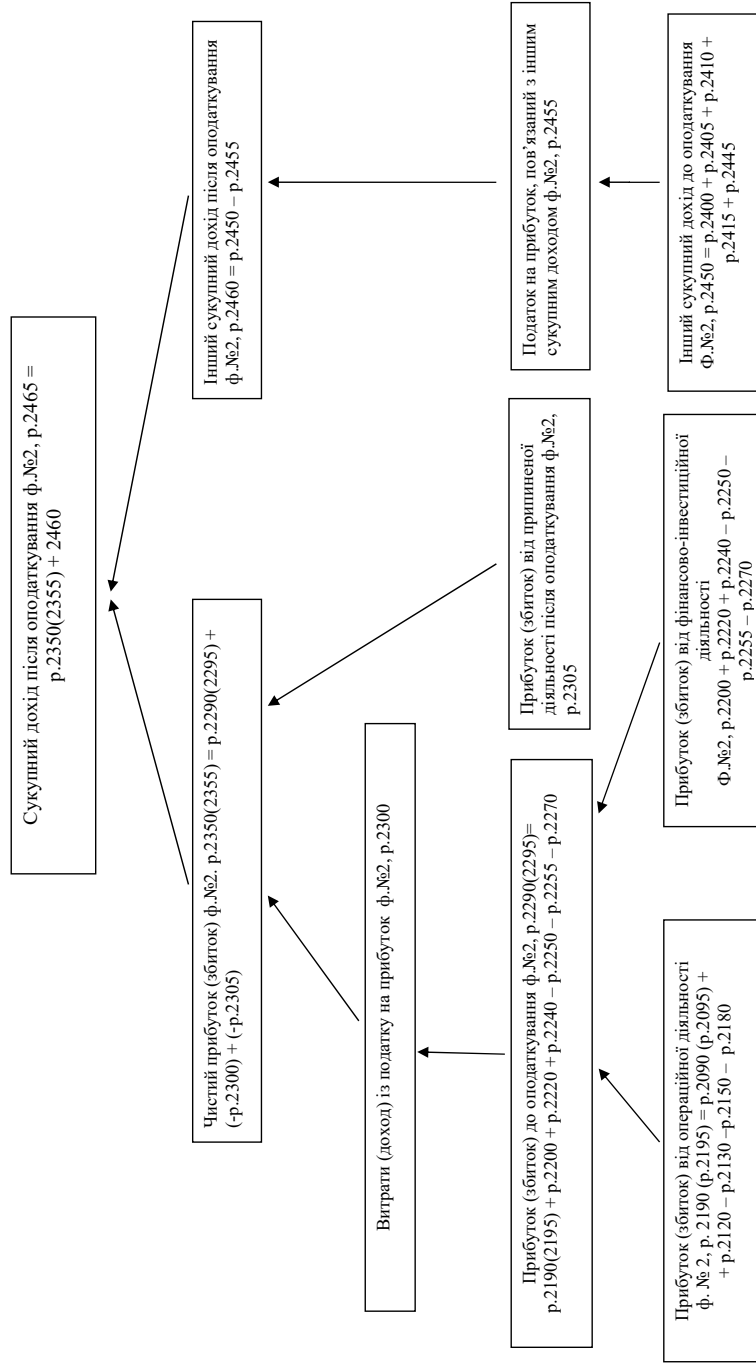 Сукупний дохід після оподаткування ф.№2, р.2465 =
р.2350(2355) + 2460
Чистий прибуток (збиток) ф.№2. р.2350(2355) = р.2290(2295) +
(-р.2300) + (-р.2305)
Інший сукупний дохід після оподаткування
ф.№2, р.2460 = р.2450 – р.2455
Витрати (доход) із податку на прибуток ф.№2, р.2300
Прибуток (збиток) до оподаткування ф.№2, р.2290(2295)=
р.2190(2195) + р.2200 + р.2220 + р.2240 – р.2250 – р.2255 – р.2270
Прибуток (збиток) від припиненої
діяльності після оподаткування ф.№2,
р.2305
Податок на прибуток, пов’язаний з іншим
сукупним доходом ф.№2, р.2455
Прибуток (збиток) від операційної діяльності
ф. № 2, р. 2190 (р.2195) = р.2090 (р.2095) +
+ р.2120 – р.2130 –р.2150 – р.2180
Прибуток (збиток) від фінансово-інвестиційної
діяльності
Ф.№2, р.2200 + р.2220 + р.2240 – р.2250 –
р.2255 – р.2270
Інший сукупний дохід до оподаткування
Ф.№2, р.2450 = р.2400 + р.2405 + р.2410 +
р.2415 + р.2445